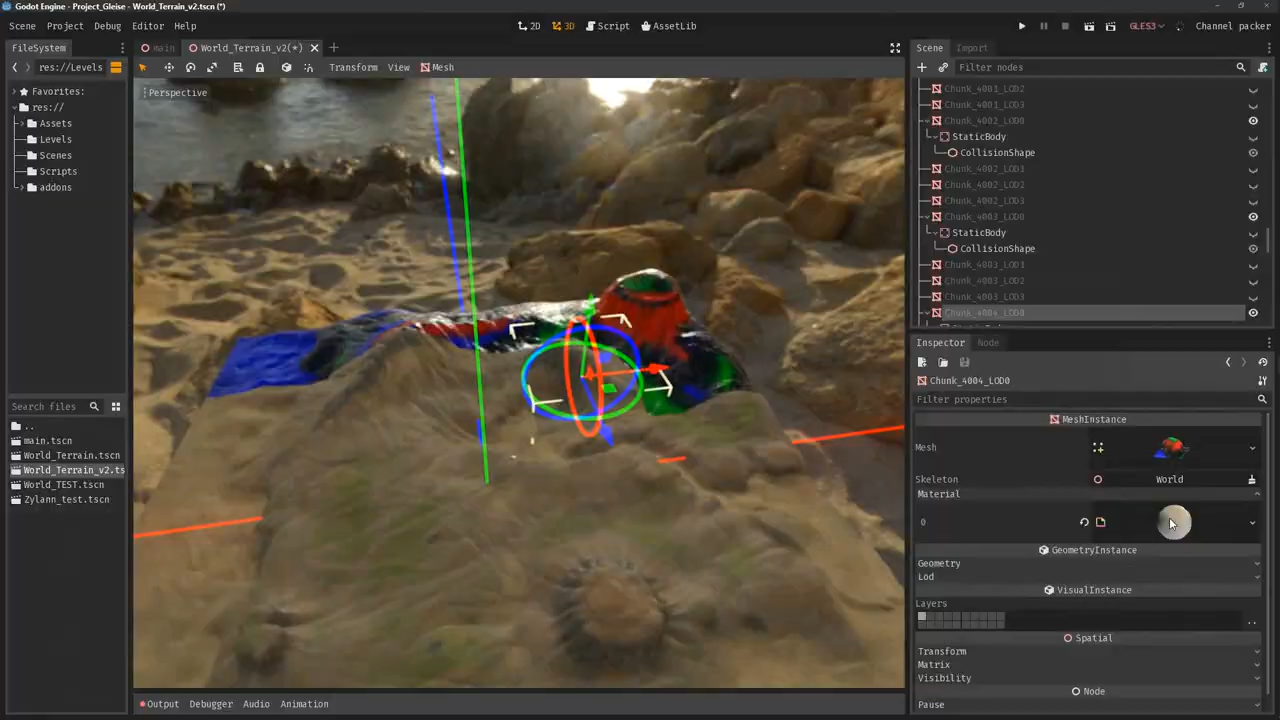 Godot Engine - Project_Gleise - World_Terrain_v2.tscn (*)
Scene Project Debug Editor Help
2D 3D Script AssetLib
GLES3 Channel packer
FileSystem
main World_Terrain_v2(*)
Scene Import
res://Levels
Transform View Mesh
Filter nodes
Perspective
Favorites:
res://
Assets
Levels
Scenes
Scripts
addons
Search files
..
main.tscn
World_Terrain.tscn
World_Terrain_v2.ts
World_TEST.tscn
Zylann_test.tscn
Chunk_4001_LOD2
Chunk_4001_LOD3
Chunk_4002_LOD0
StaticBody
CollisionShape
Chunk_4002_LOD1
Chunk_4002_LOD2
Chunk_4002_LOD3
Chunk_4003_LOD0
StaticBody
CollisionShape
Chunk_4003_LOD1
Chunk_4003_LOD2
Chunk_4003_LOD3
Chunk_4004_LOD0
Inspector Node
Chunk_4004_LOD0
Filter properties
MeshInstance
Mesh
Skeleton World
Material
0
GeometryInstance
Geometry
Lod
VisualInstance
Layers
..
Spatial
Transform
Matrix
Visibility
Node
Pause
Output Debugger Audio Animation